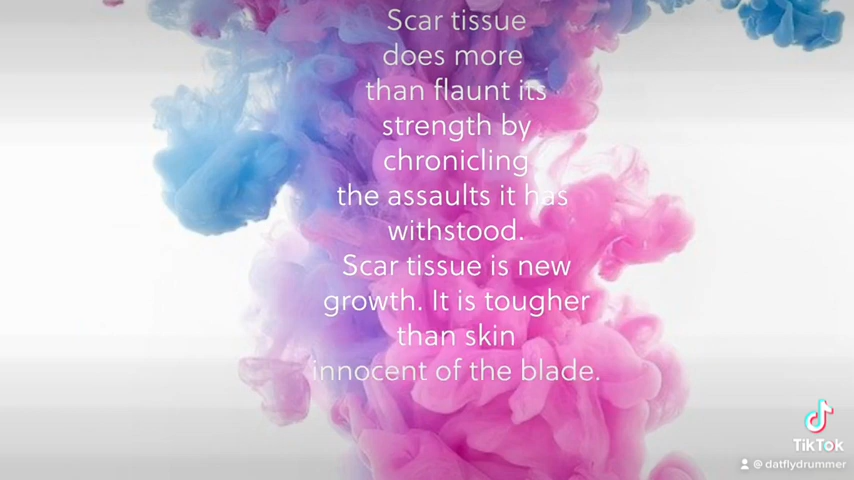 Scar tissue
does more
than flaunt its
strength by
chronicling
the assaults it has
withstood.
Scar tissue is new
growth. It is tougher
than skin
innocent of the blade.
TikTok
@ datflydrummer